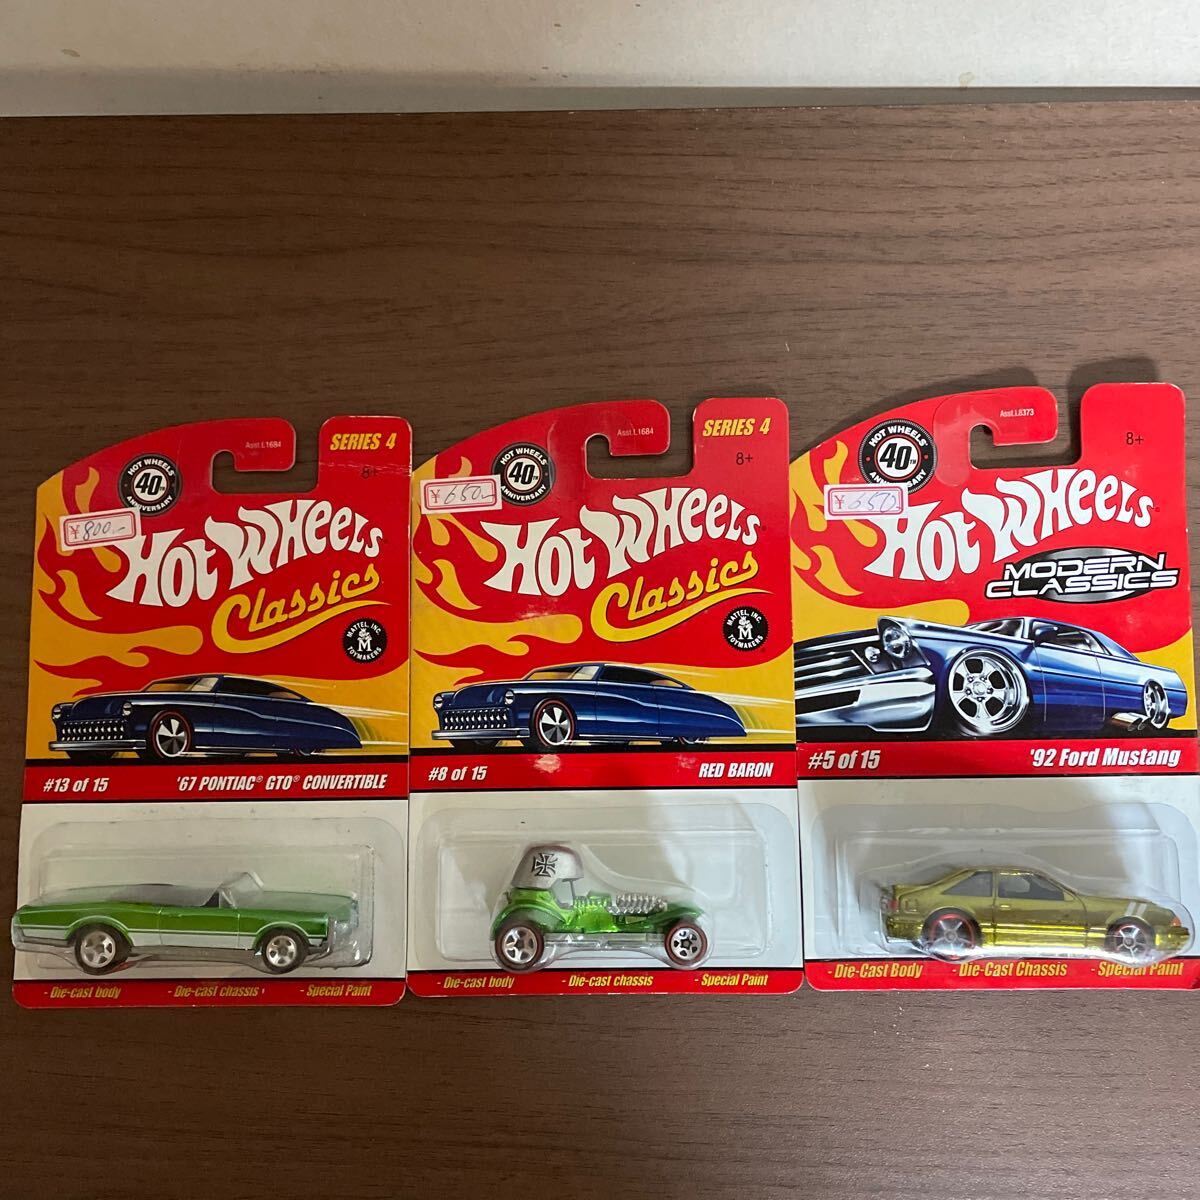 Asst.L1684
SERIES 4
8+
HOT WHEELS
40TH
ANNIVERSARY
¥800-
Hot Wheels
Classics
MATTEL, INC.
M
TOYMAKERS
#13 of 15
'67 PONTIAC® GTO® CONVERTIBLE
- Die-cast body
- Die-cast chassis
- Special Paint
Asst.L1684
SERIES 4
8+
HOT WHEELS
40TH
ANNIVERSARY
¥650-
Hot Wheels®
Classics
MATTEL, INC.
M
TOYMAKERS
#8 of 15
RED BARON
- Die-cast body
- Die-cast chassis
- Special Paint
Asst.L8373
8+
HOT WHEELS
40TH
ANNIVERSARY
¥650-
Hot Wheels®
MODERN
CLASSICS
#5 of 15
'92 Ford Mustang
- Die-Cast Body
- Die-Cast Chassis
- Special Paint